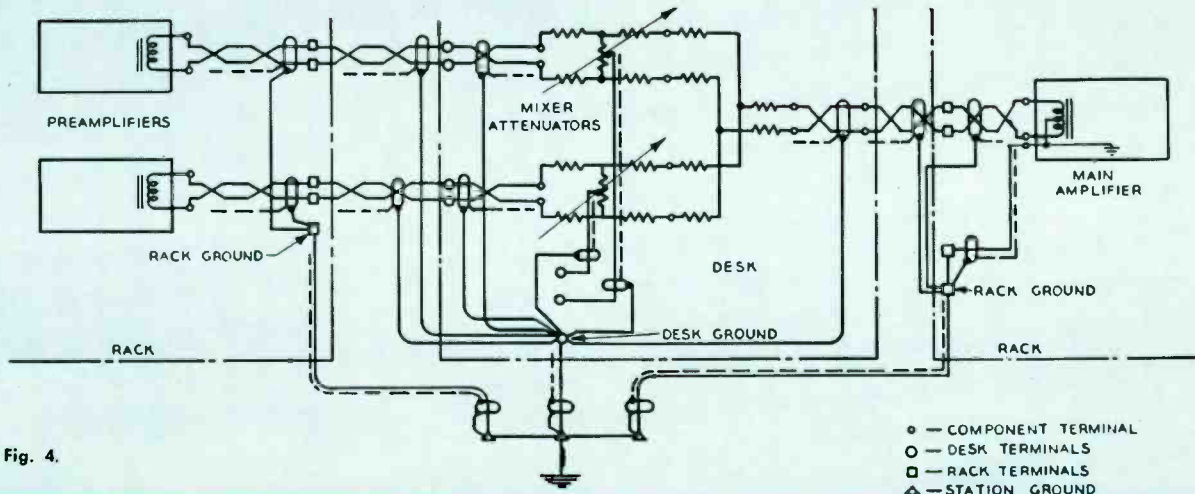 PREAMPLIFIERS
MIXER
ATTENUATORS
MAIN
AMPLIFIER
RACK GROUND
DESK
RACK GROUND
DESK GROUND
RACK
RACK
Fig. 4.
– COMPONENT TERMINAL
– DESK TERMINALS
– RACK TERMINALS
– STATION GROUND